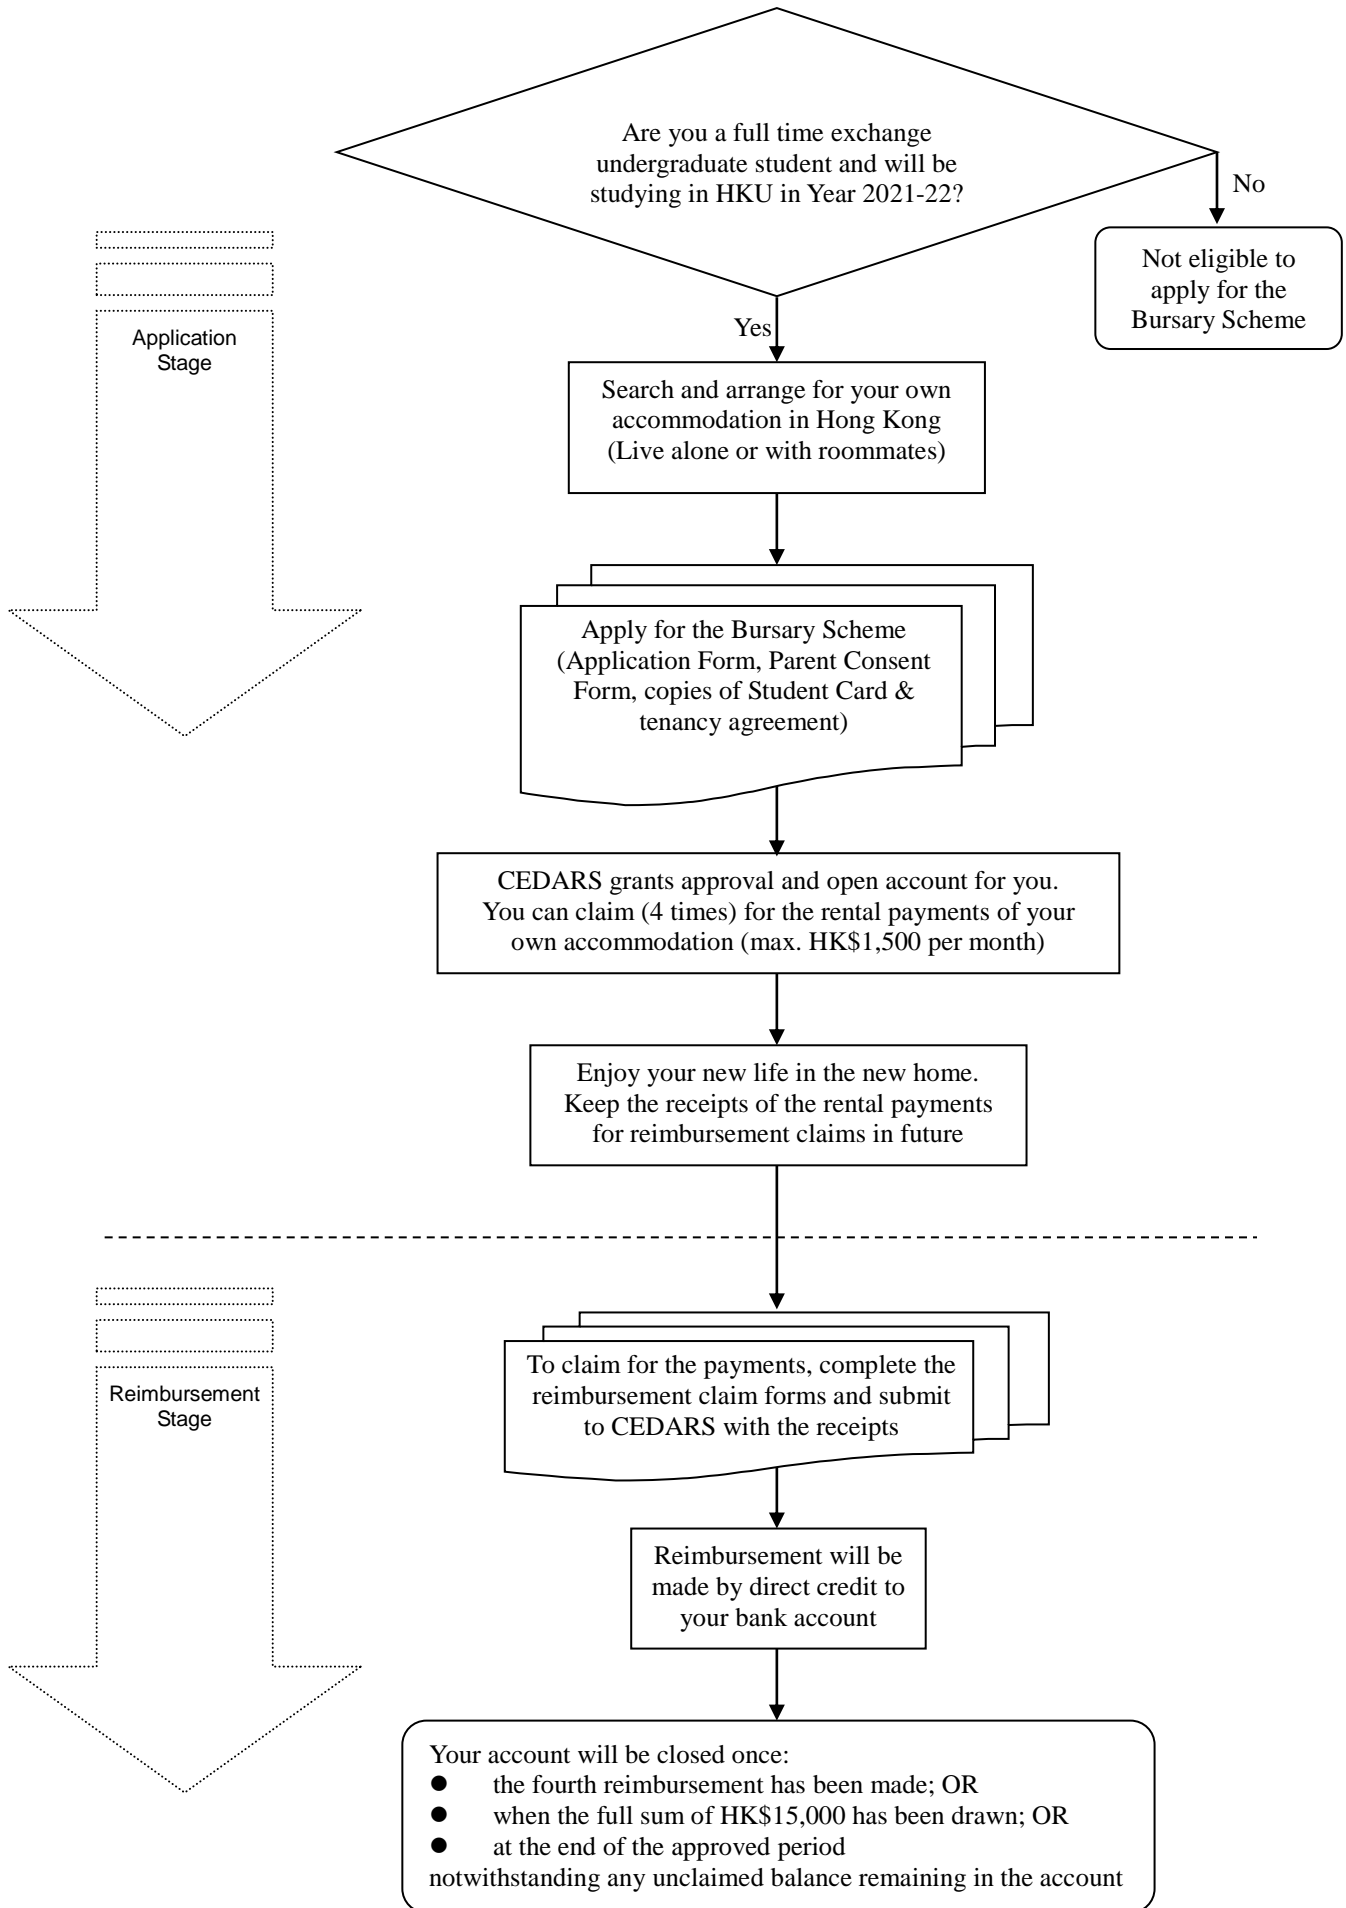 Are you a full time exchange
undergraduate student and will be
studying in HKU in Year 2021-22?
No
Not eligible to
apply for the
Bursary Scheme
Yes
Application
Stage
Search and arrange for your own
accommodation in Hong Kong
(Live alone or with roommates)
Apply for the Bursary Scheme
(Application Form, Parent Consent
Form, copies of Student Card &
tenancy agreement)
CEDARS grants approval and open account for you.
You can claim (4 times) for the rental payments of your
own accommodation (max. HK$1,500 per month)
Enjoy your new life in the new home.
Keep the receipts of the rental payments
for reimbursement claims in future
Reimbursement
Stage
To claim for the payments, complete the
reimbursement claim forms and submit
to CEDARS with the receipts
Reimbursement will be
made by direct credit to
your bank account
Your account will be closed once:
● the fourth reimbursement has been made; OR
● when the full sum of HK$15,000 has been drawn; OR
● at the end of the approved period
notwithstanding any unclaimed balance remaining in the account